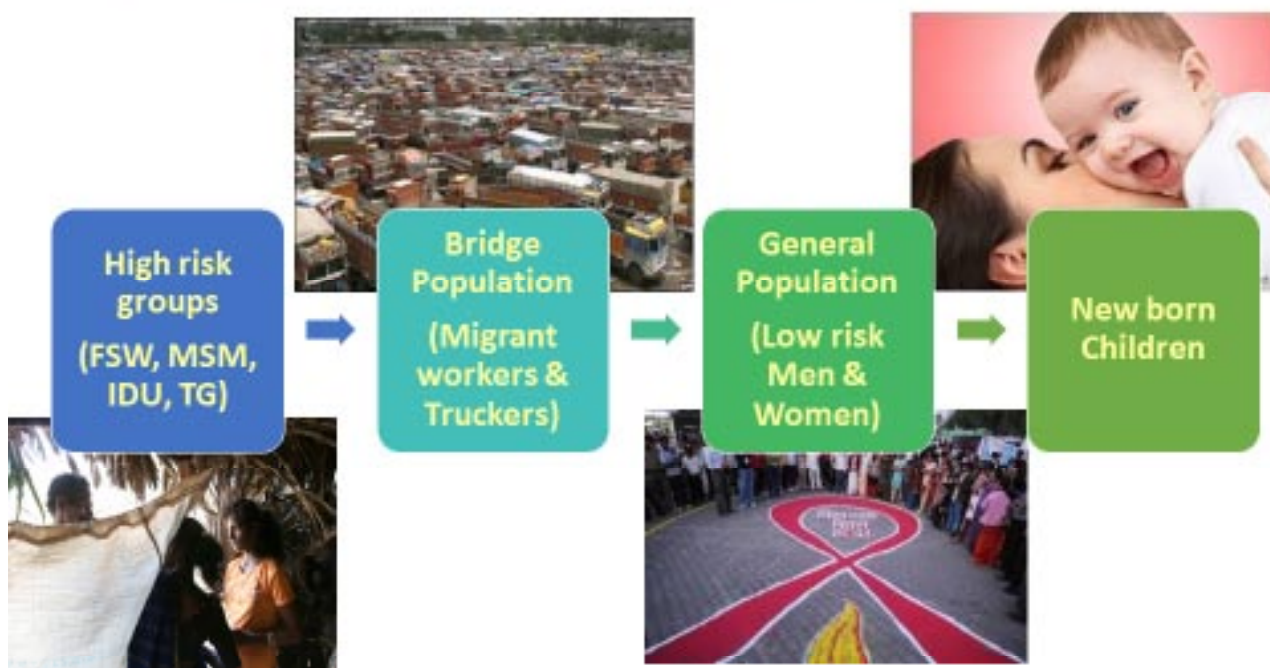 High risk
groups
(FSW, MSM,
IDU, TG)
Bridge
Population
(Migrant
workers &
Truckers)
General
Population
(Low risk
Men &
Women)
New born
Children